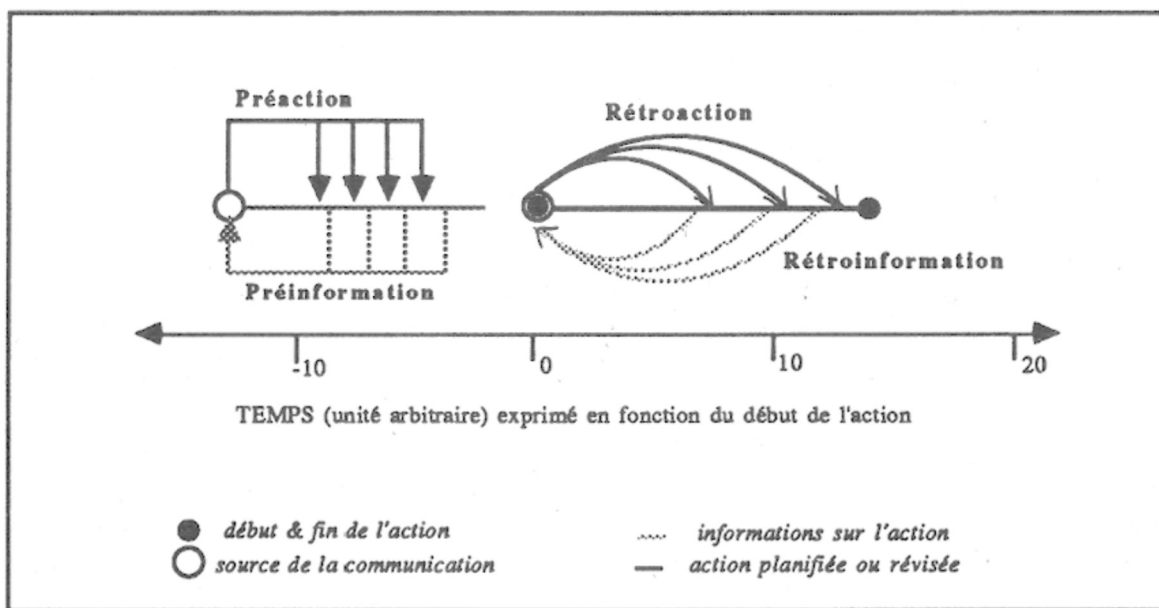 Préaction
Rétroaction
Rétroinformation
Préinformation
-10
0
10
20
TEMPS (unité arbitraire) exprimé en fonction du début de l'action
début & fin de l'action
informations sur l'action
source de la communication
action planifiée ou révisée